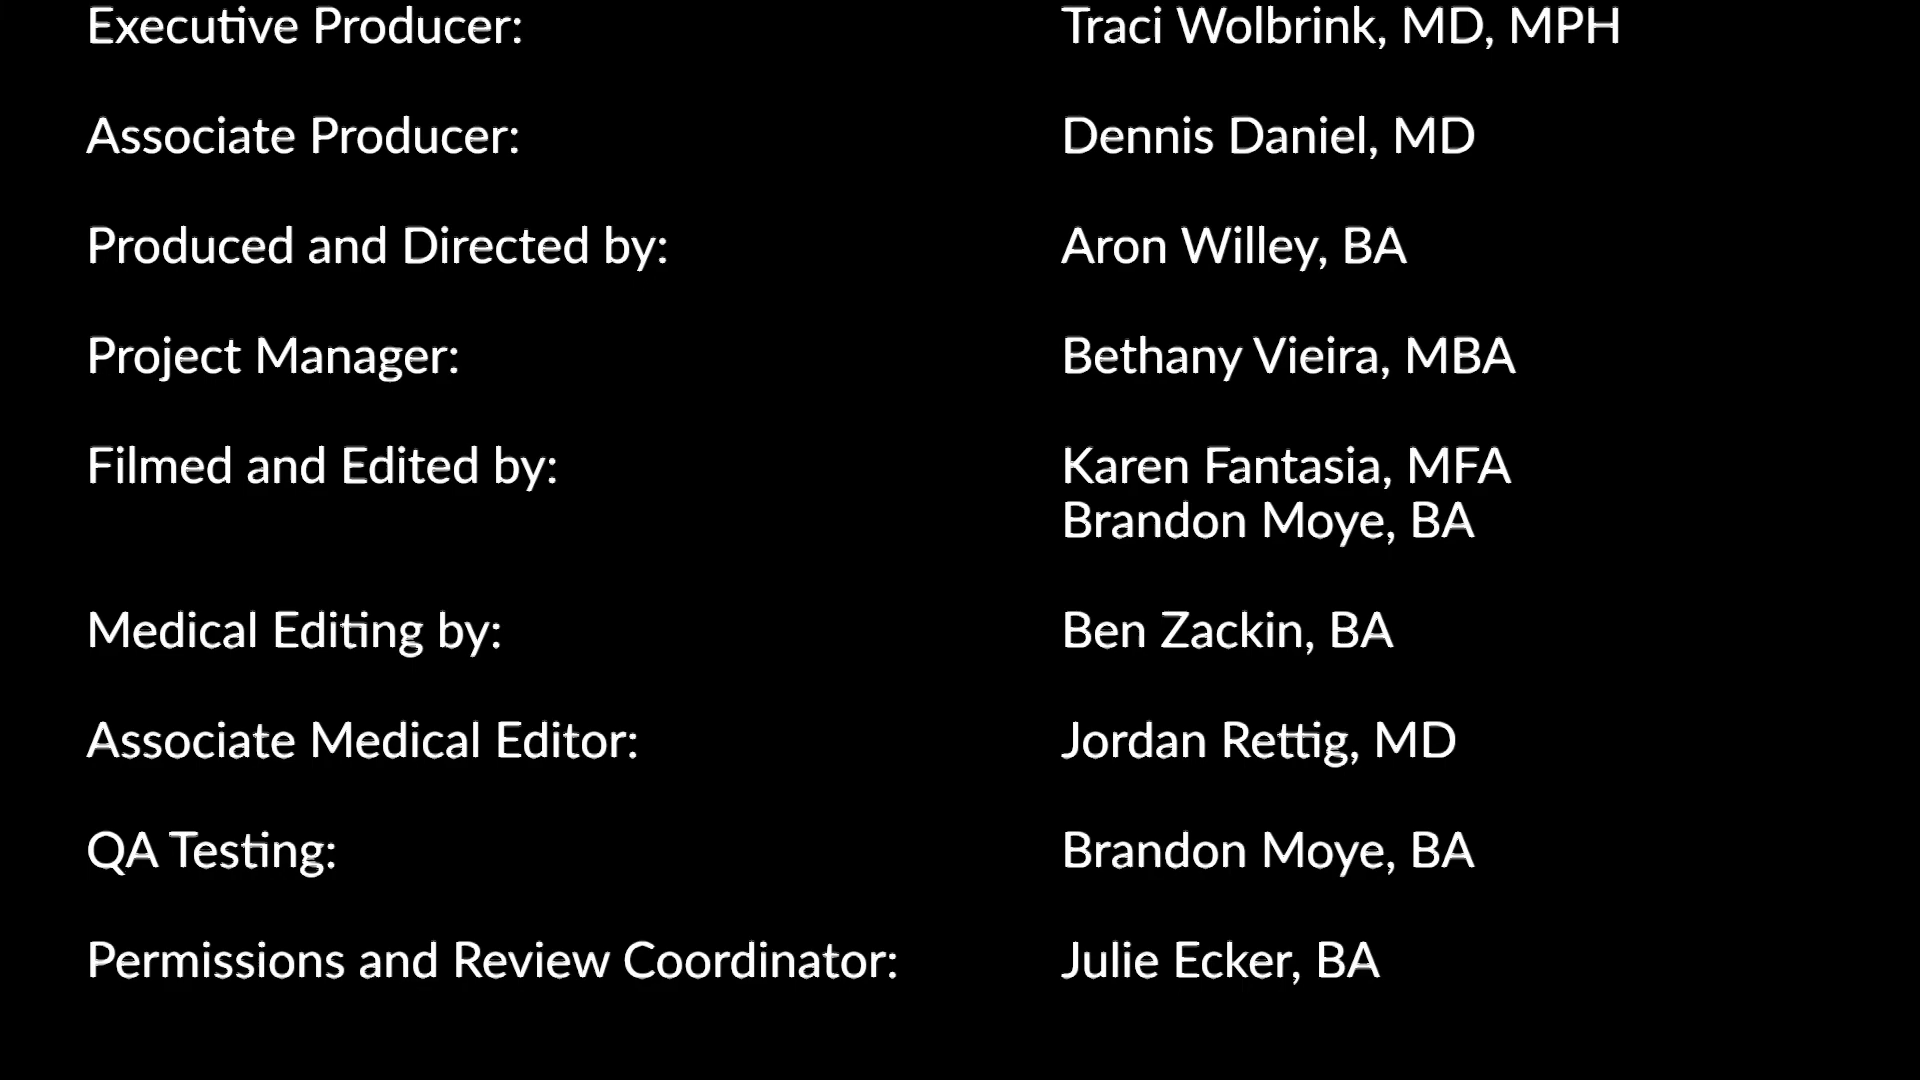 Executive Producer: Traci Wolbrink, MD, MPH
Associate Producer: Dennis Daniel, MD
Produced and Directed by: Aron Willey, BA
Project Manager: Bethany Vieira, MBA
Filmed and Edited by: Karen Fantasia, MFA
Brandon Moye, BA
Medical Editing by: Ben Zackin, BA
Associate Medical Editor: Jordan Rettig, MD
QA Testing: Brandon Moye, BA
Permissions and Review Coordinator: Julie Ecker, BA